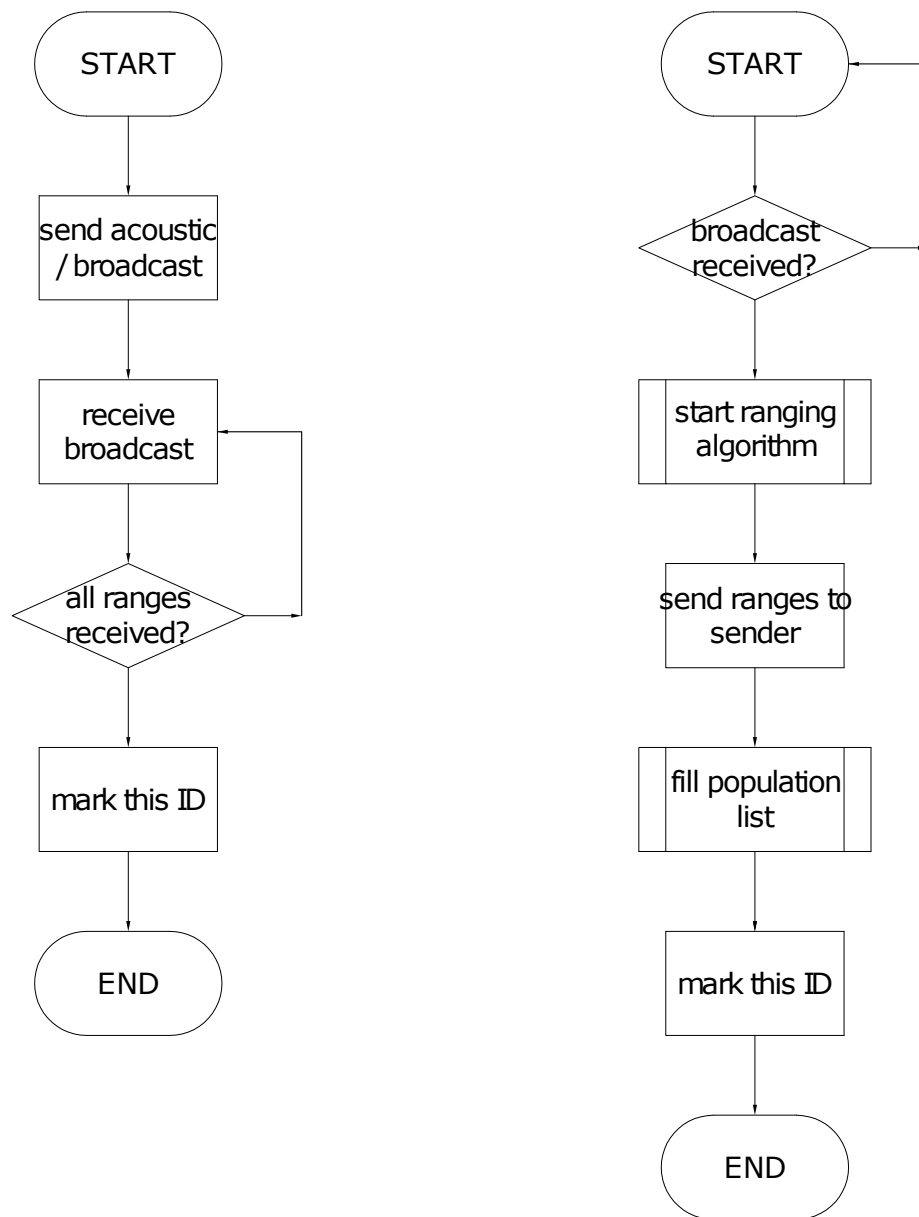 START
send acoustic
/ broadcast
receive
broadcast
all ranges
received?
mark this ID
END
START
broadcast
received?
start ranging
algorithm
send ranges to
sender
fill population
list
mark this ID
END